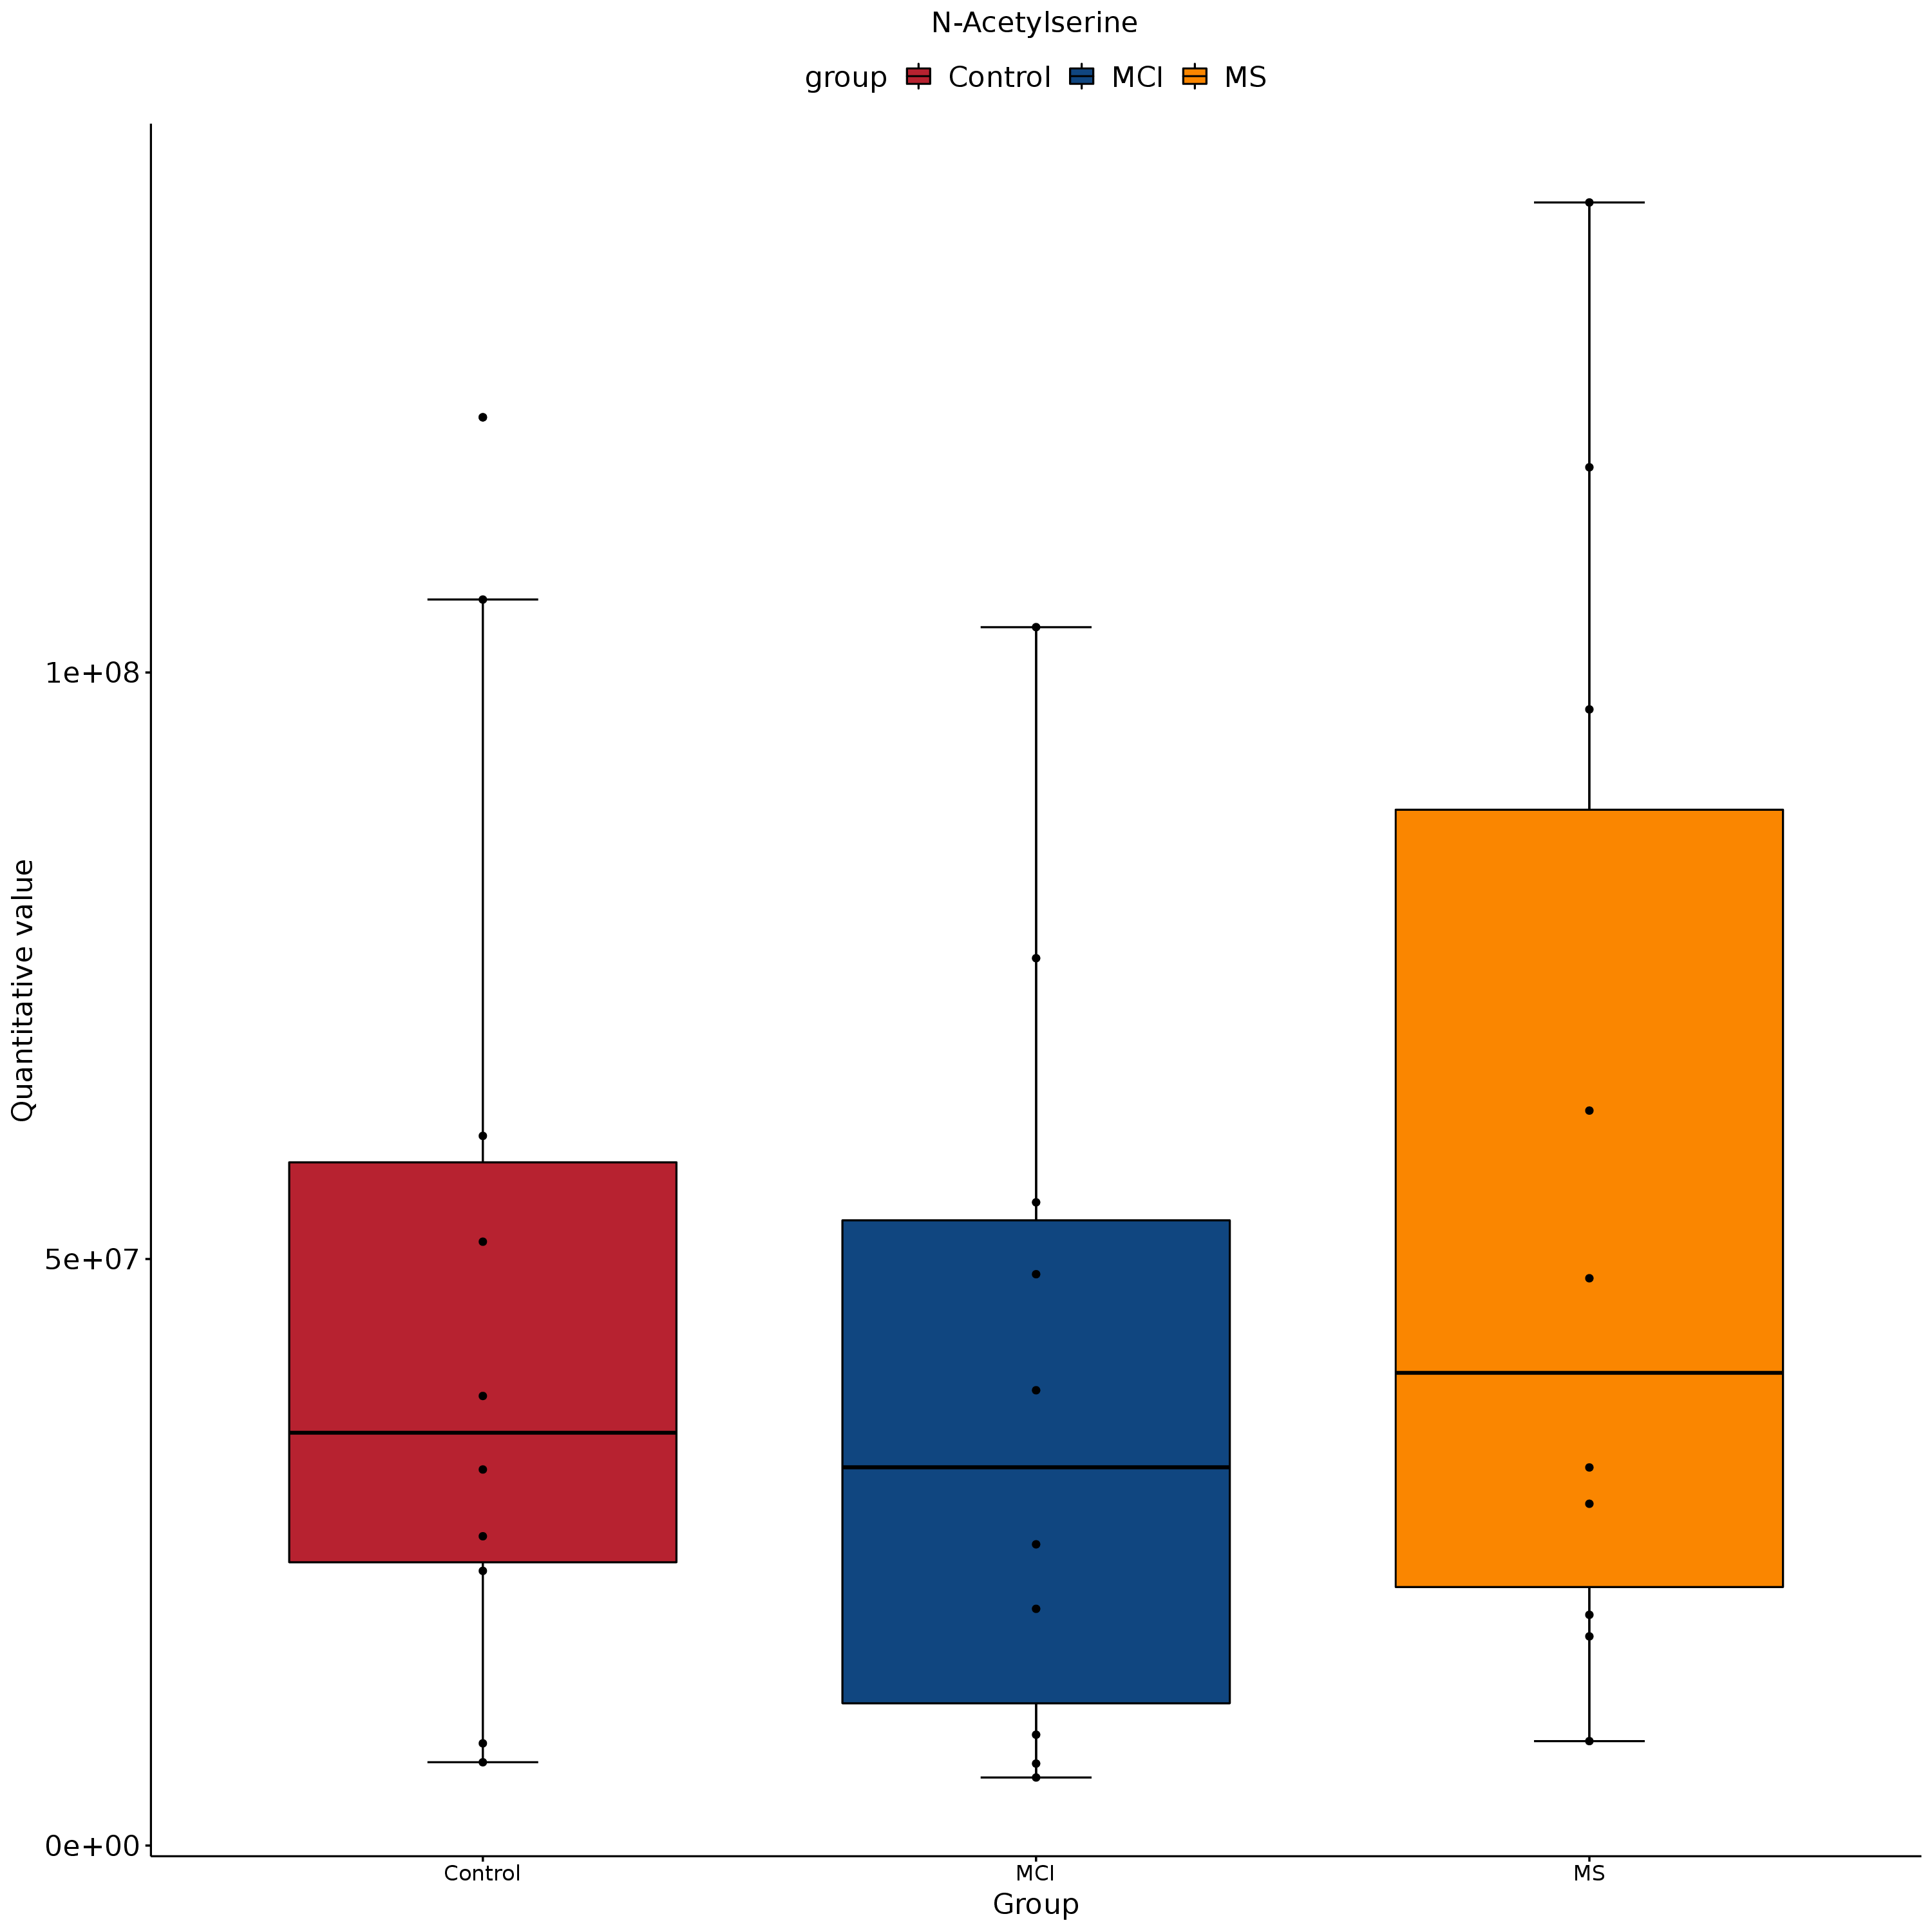 N-Acetylserine
group Control MCI MS
Quantitative value
1e+08
5e+07
0e+00
Control MCI MS
Group